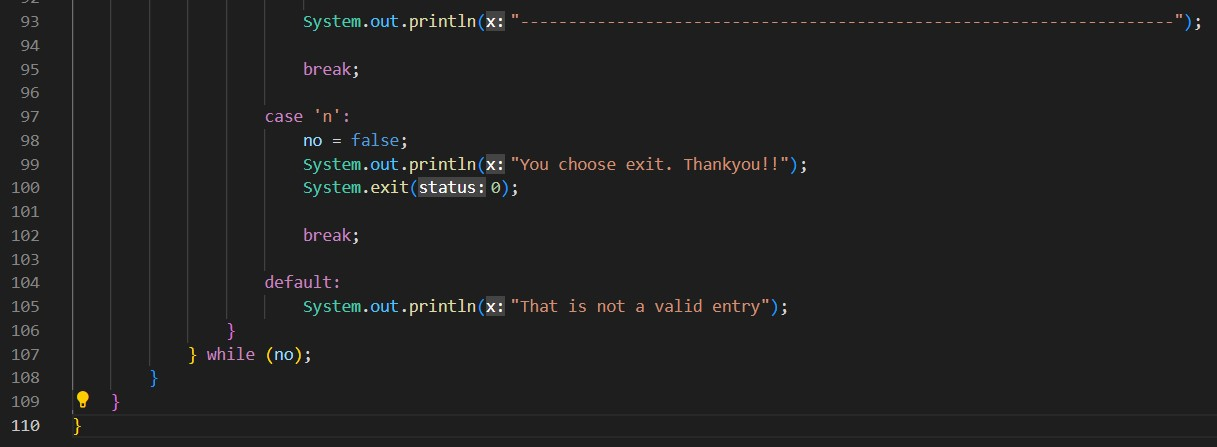 93 System.out.println(x: "--------------------------------------------------------------------");
94
95 break;
96
97 case 'n':
98 no = false;
99 System.out.println(x: "You choose exit. Thankyou!!");
100 System.exit(status: 0);
101
102 break;
103
104 default:
105 System.out.println(x: "That is not a valid entry");
106 }
107 } while (no);
108 }
109 }
110 }